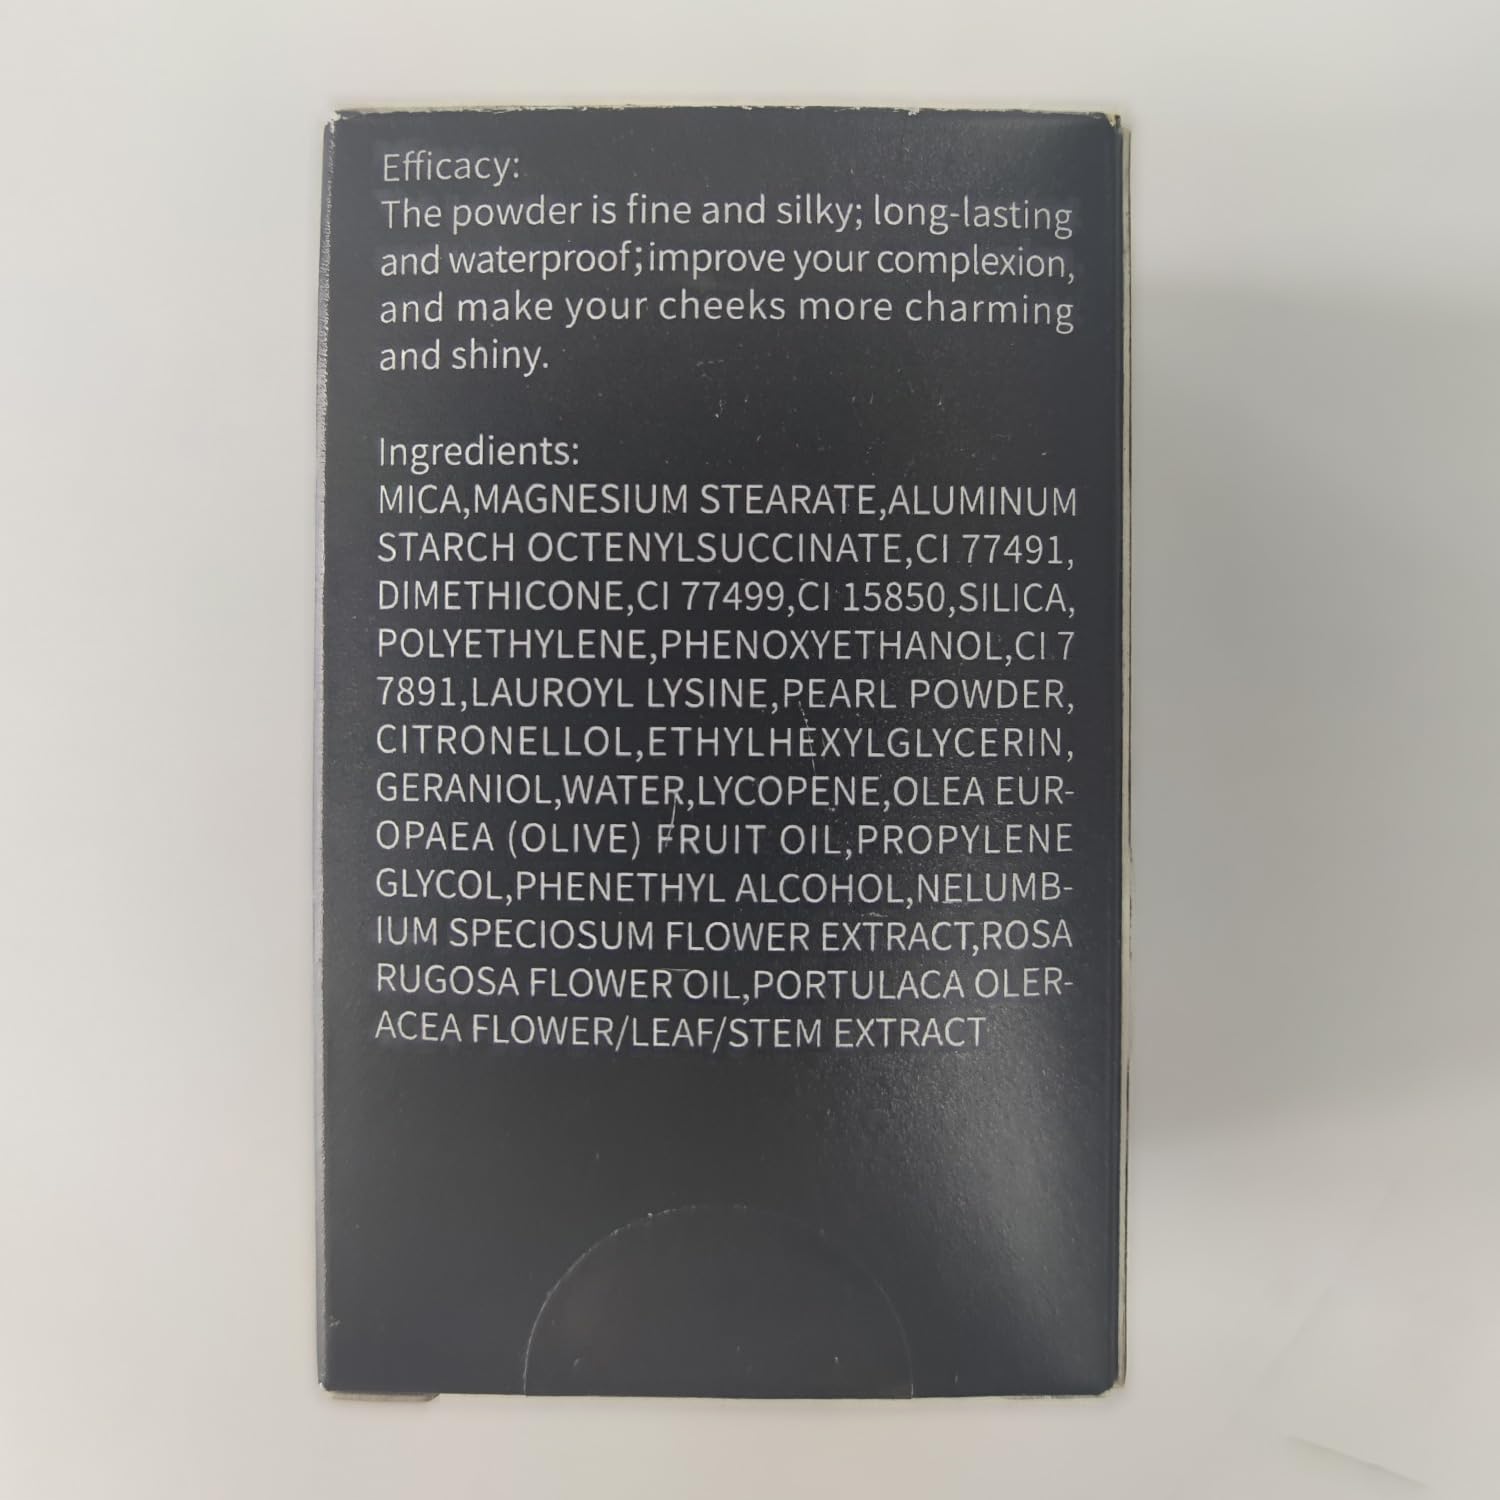 Efficacy:
The powder is fine and silky; long-lasting
and waterproof;improve your complexion,
and make your cheeks more charming
and shiny.
Ingredients:
MICA,MAGNESIUM STEARATE,ALUMINUM
STARCH OCTENYLSUCCINATE,CI 77491,
DIMETHICONE,CI 77499,CI 15850,SILICA,
POLYETHYLENE,PHENOXYETHANOL,CI 7
7891,LAUROYL LYSINE,PEARL POWDER,
CITRONELLOL,ETHYLHEXYLGLYCERIN,
GERANIOL,WATER,LYCOPENE,OLEA EUR-
OPAEA (OLIVE) FRUIT OIL,PROPYLENE
GLYCOL,PHENETHYL ALCOHOL,NELUMB-
IUM SPECIOSUM FLOWER EXTRACT,ROSA
RUGOSA FLOWER OIL,PORTULACA OLER-
ACEA FLOWER/LEAF/STEM EXTRACT